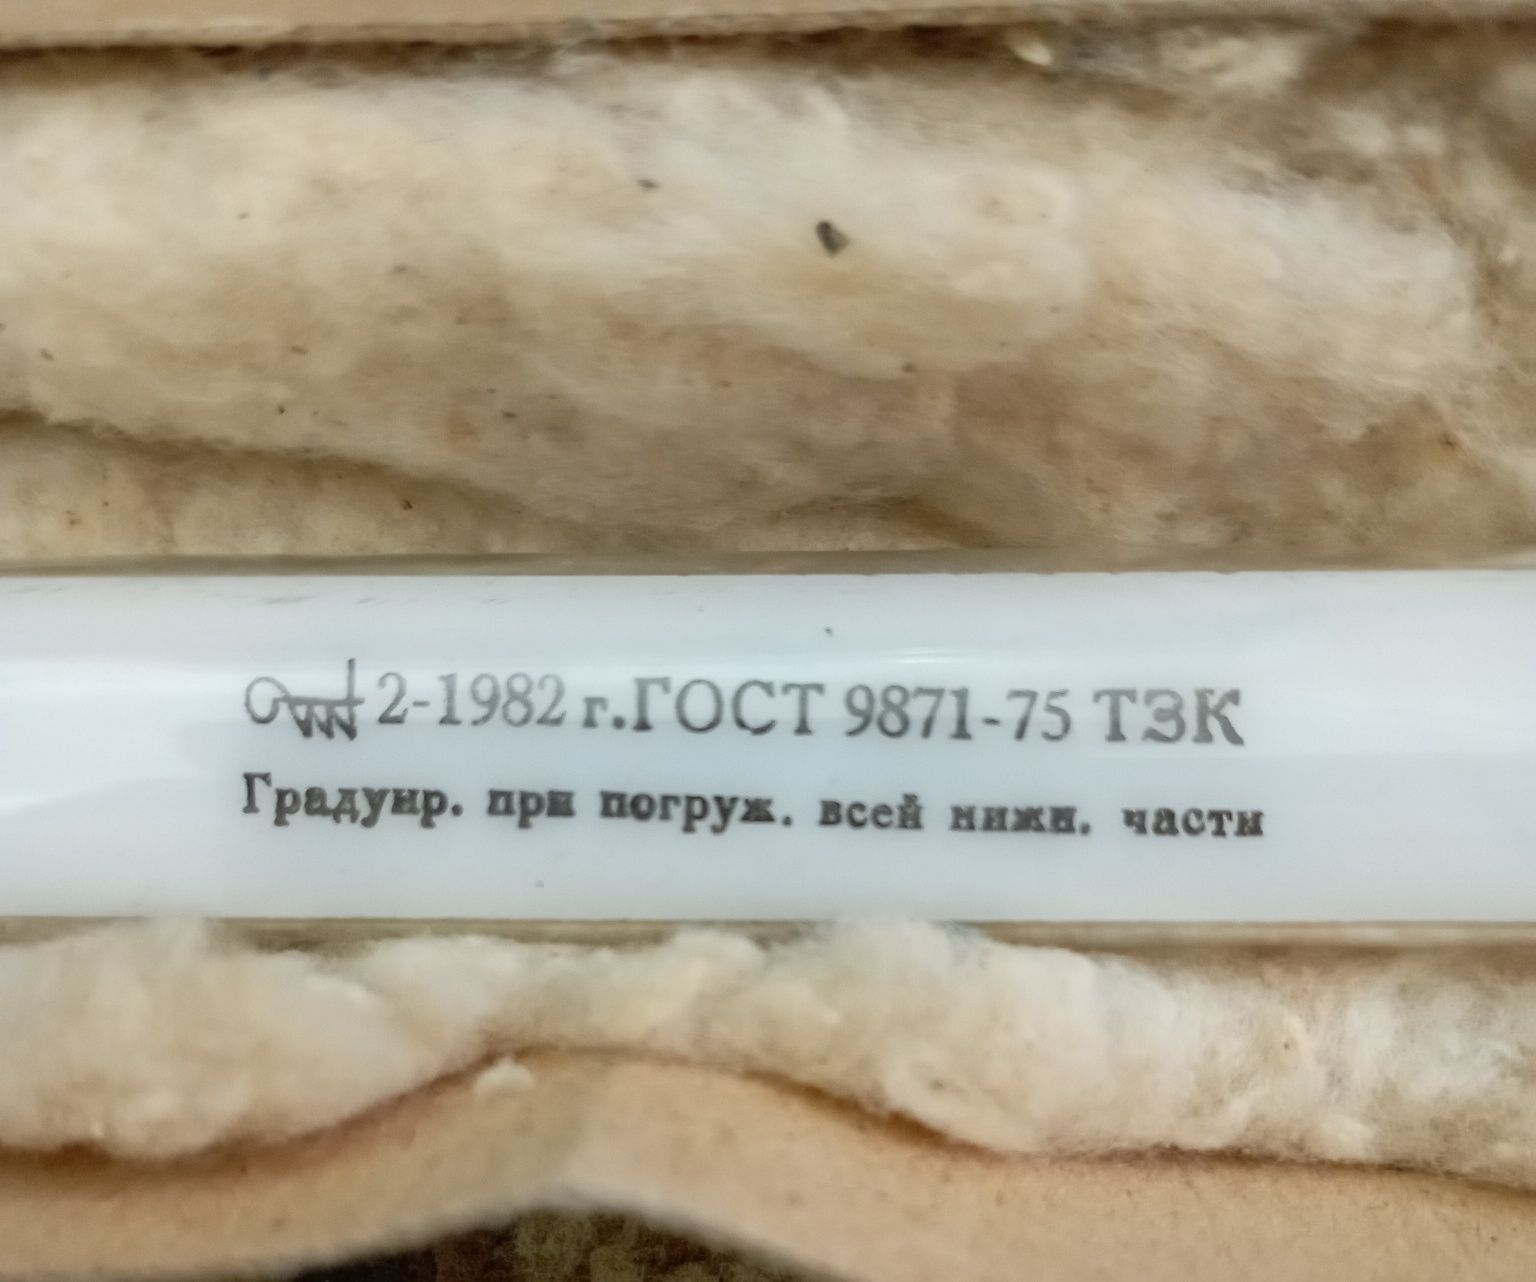 2-1982 г. ГОСТ 9871-75 ТЗК
Градуир. при погруж. всей нижн. части